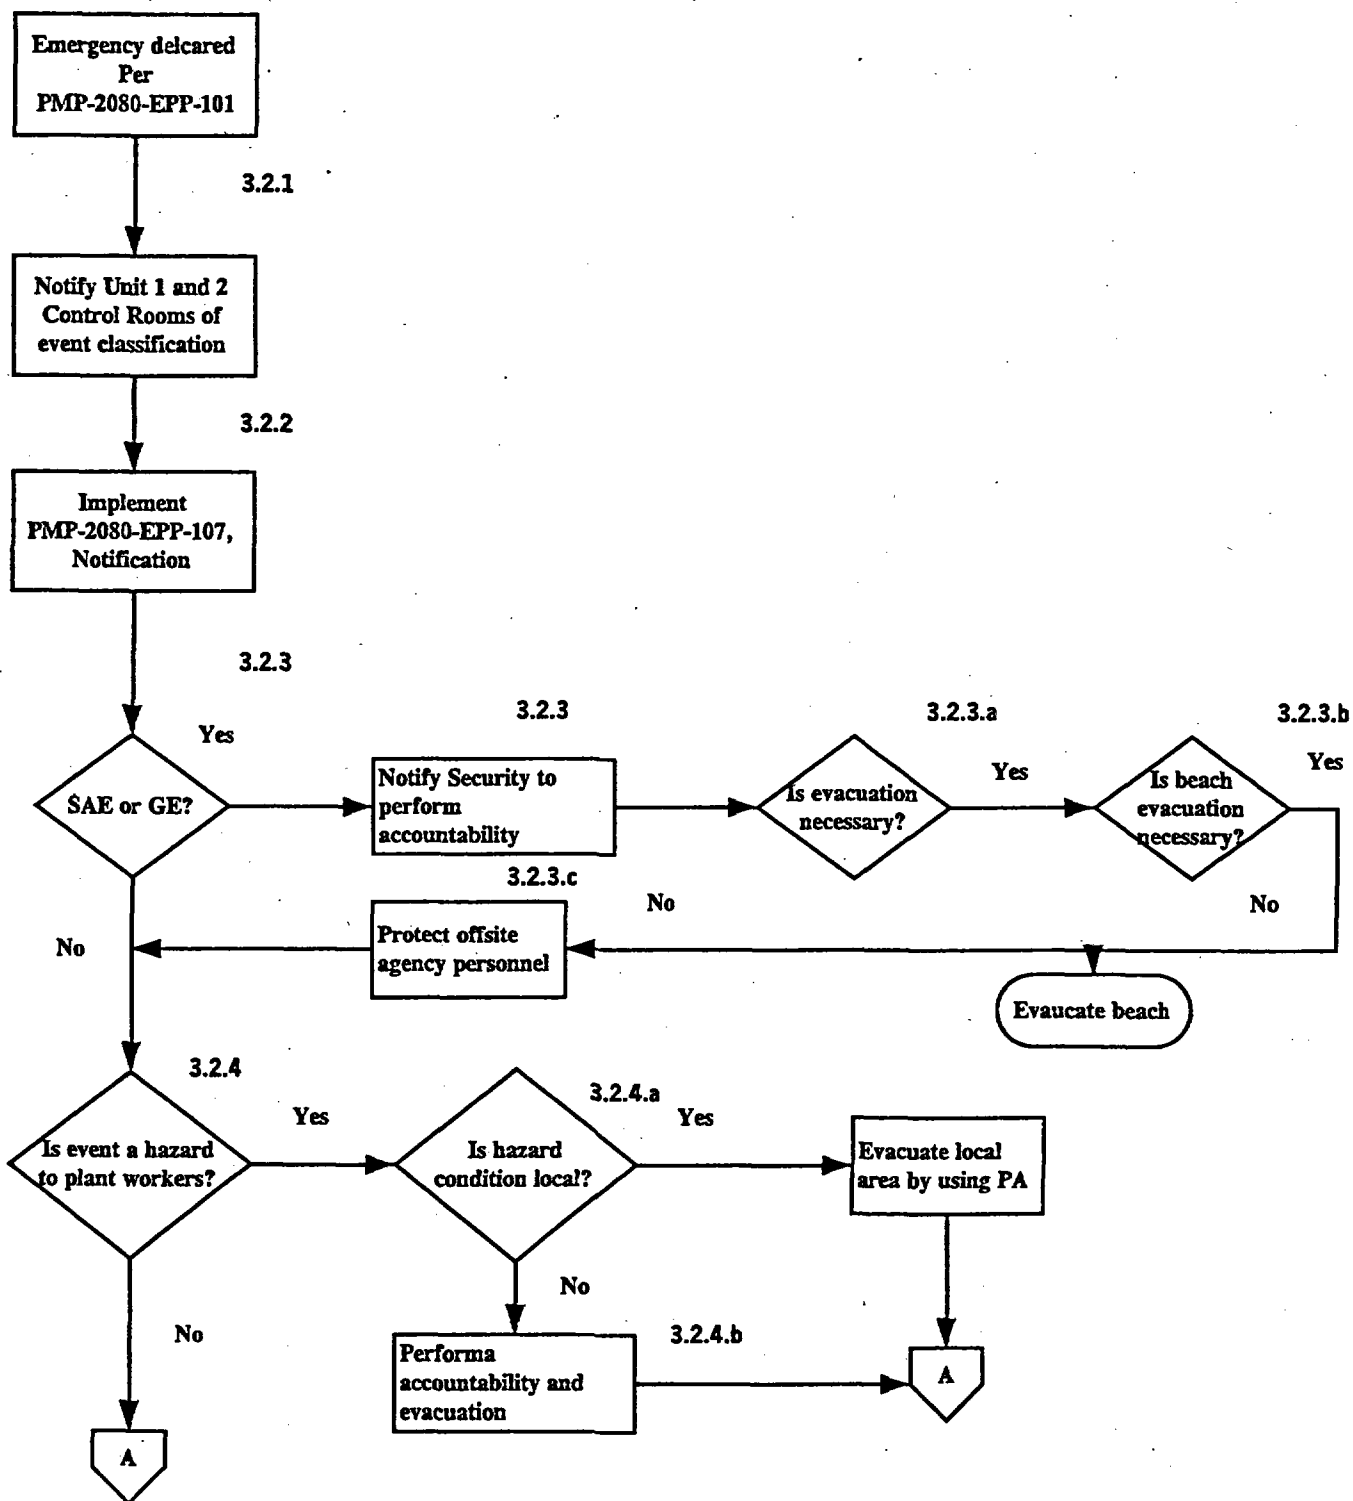 Emergency delcared
Per
PMP-2080-EPP-101
3.2.1
Notify Unit 1 and 2
Control Rooms of
event classification
3.2.2
Implement
PMP-2080-EPP-107,
Notification
3.2.3
SAE or GE?
Yes
3.2.3
Notify Security to
perform
accountability
3.2.3.a
Is evacuation
necessary?
Yes
3.2.3.b
Is beach
evacuation
necessary?
Yes
No
3.2.3.c
Protect offsite
agency personnel
No
No
Evaucate beach
3.2.4
Is event a hazard
to plant workers?
Yes
3.2.4.a
Is hazard
condition local?
Yes
Evacuate local
area by using PA
No
No
Performa
accountability and
evacuation
3.2.4.b
A
A